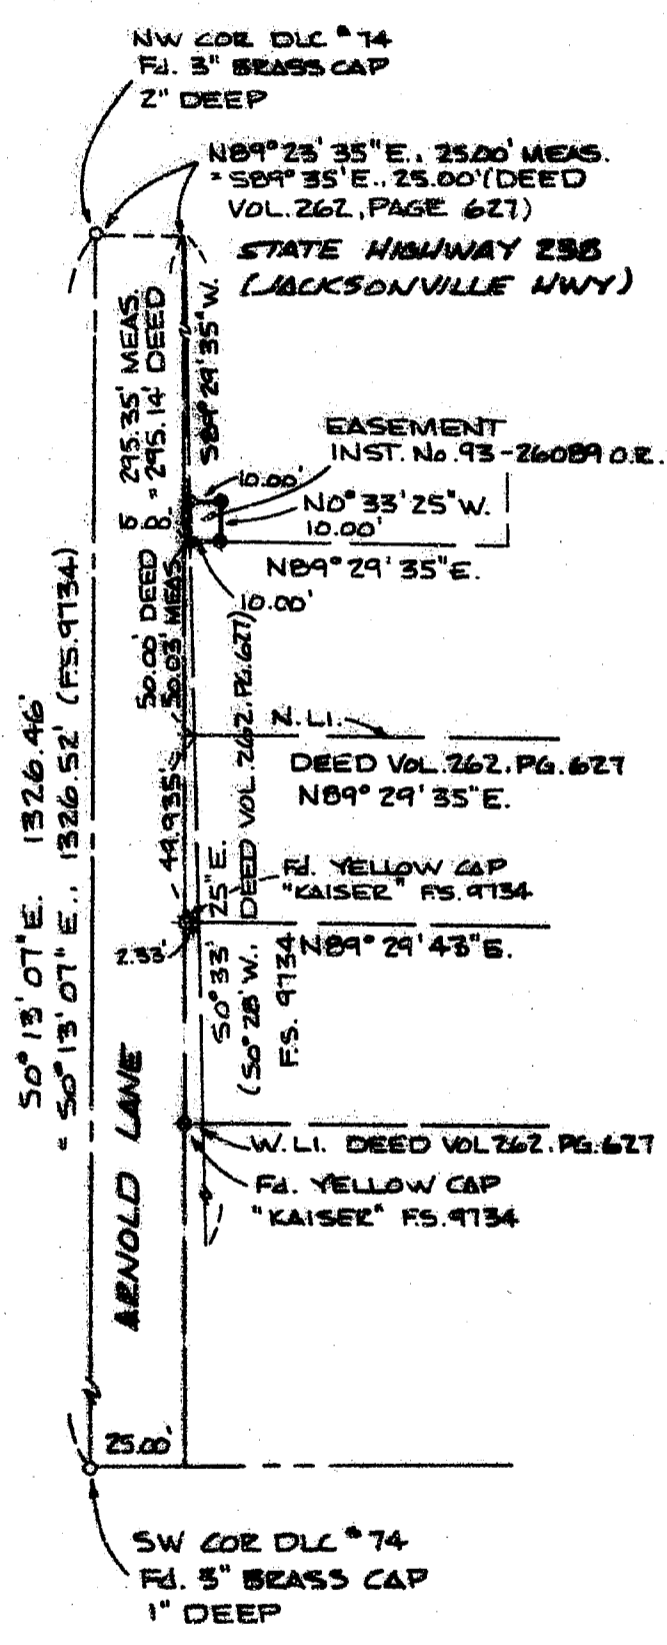 NW COR DLC #74
Fd. 3" BRASS CAP
2" DEEP
N89° 23' 35" E., 25.00' MEAS.
= S89° 35' E., 25.00' (DEED
VOL. 262, PAGE 627)
STATE HIGHWAY 238
(JACKSONVILLE HWY)
295.35' MEAS.
= 295.14' DEED
S89° 29' 35" W.
EASEMENT
INST. No. 93-26089 O.R.
10.00'
N0° 33' 25" W.
10.00'
N89° 29' 35" E.
10.00'
50.00' DEED
50.03' MEAS.
S0° 13' 07" E. 1326.46'
= S0° 13' 07" E., 1326.52' (F.S. 9734)
N. LI.
DEED VOL. 262, PG. 627
N89° 29' 35" E.
49.935'
S0° 33' 25" E.
(S0° 28' W., DEED VOL. 262, PG. 627)
F.S. 9734
Fd. YELLOW CAP
"KAISER" F.S. 9734
2.33'
N89° 29' 43" E.
ARNOLD LANE
W. LI. DEED VOL 262, PG. 627
Fd. YELLOW CAP
"KAISER" F.S. 9734
25.00'
SW COR DLC #74
Fd. 3" BRASS CAP
1" DEEP